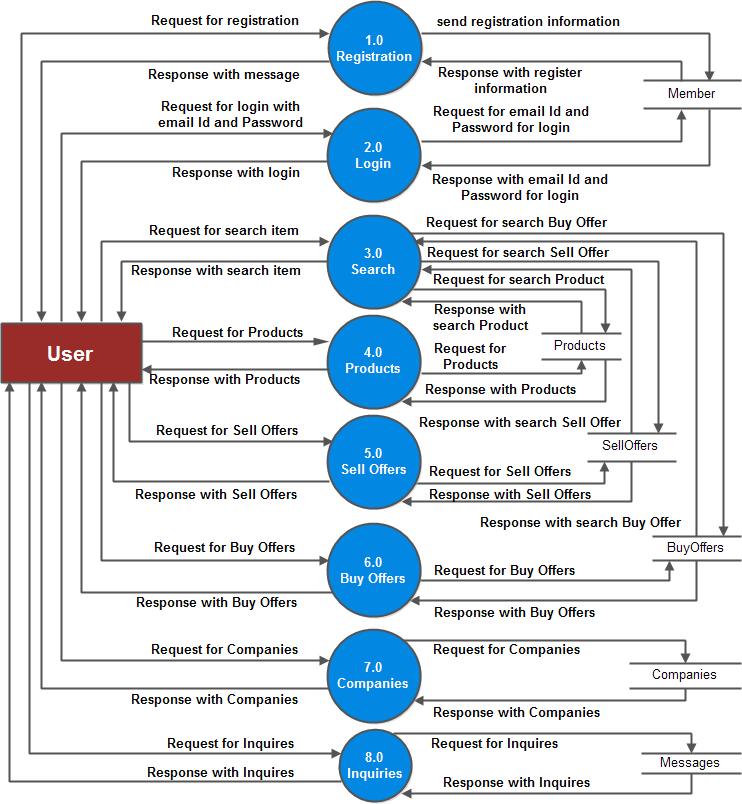 Request for registration
send registration information
1.0
Registration
Response with message
Response with register
information
Member
Request for login with
email Id and Password
Request for email Id and
Password for login
2.0
Login
Response with login
Response with email Id and
Password for login
Request for search item
Request for search Buy Offer
3.0
Search
Request for search Sell Offer
Response with search item
Request for search Product
Response with
search Product
Request for Products
Products
User
4.0
Products
Request for
Products
Response with Products
Response with Products
Request for Sell Offers
Response with search Sell Offer
SellOffers
5.0
Sell Offers
Request for Sell Offers
Response with Sell Offers
Response with Sell Offers
Response with search Buy Offer
Request for Buy Offers
BuyOffers
6.0
Buy Offers
Request for Buy Offers
Response with Buy Offers
Response with Buy Offers
Request for Companies
Request for Companies
7.0
Companies
Companies
Response with Companies
Response with Companies
Request for Inquires
Request for Inquires
8.0
Inquiries
Messages
Response with Inquires
Response with Inquires